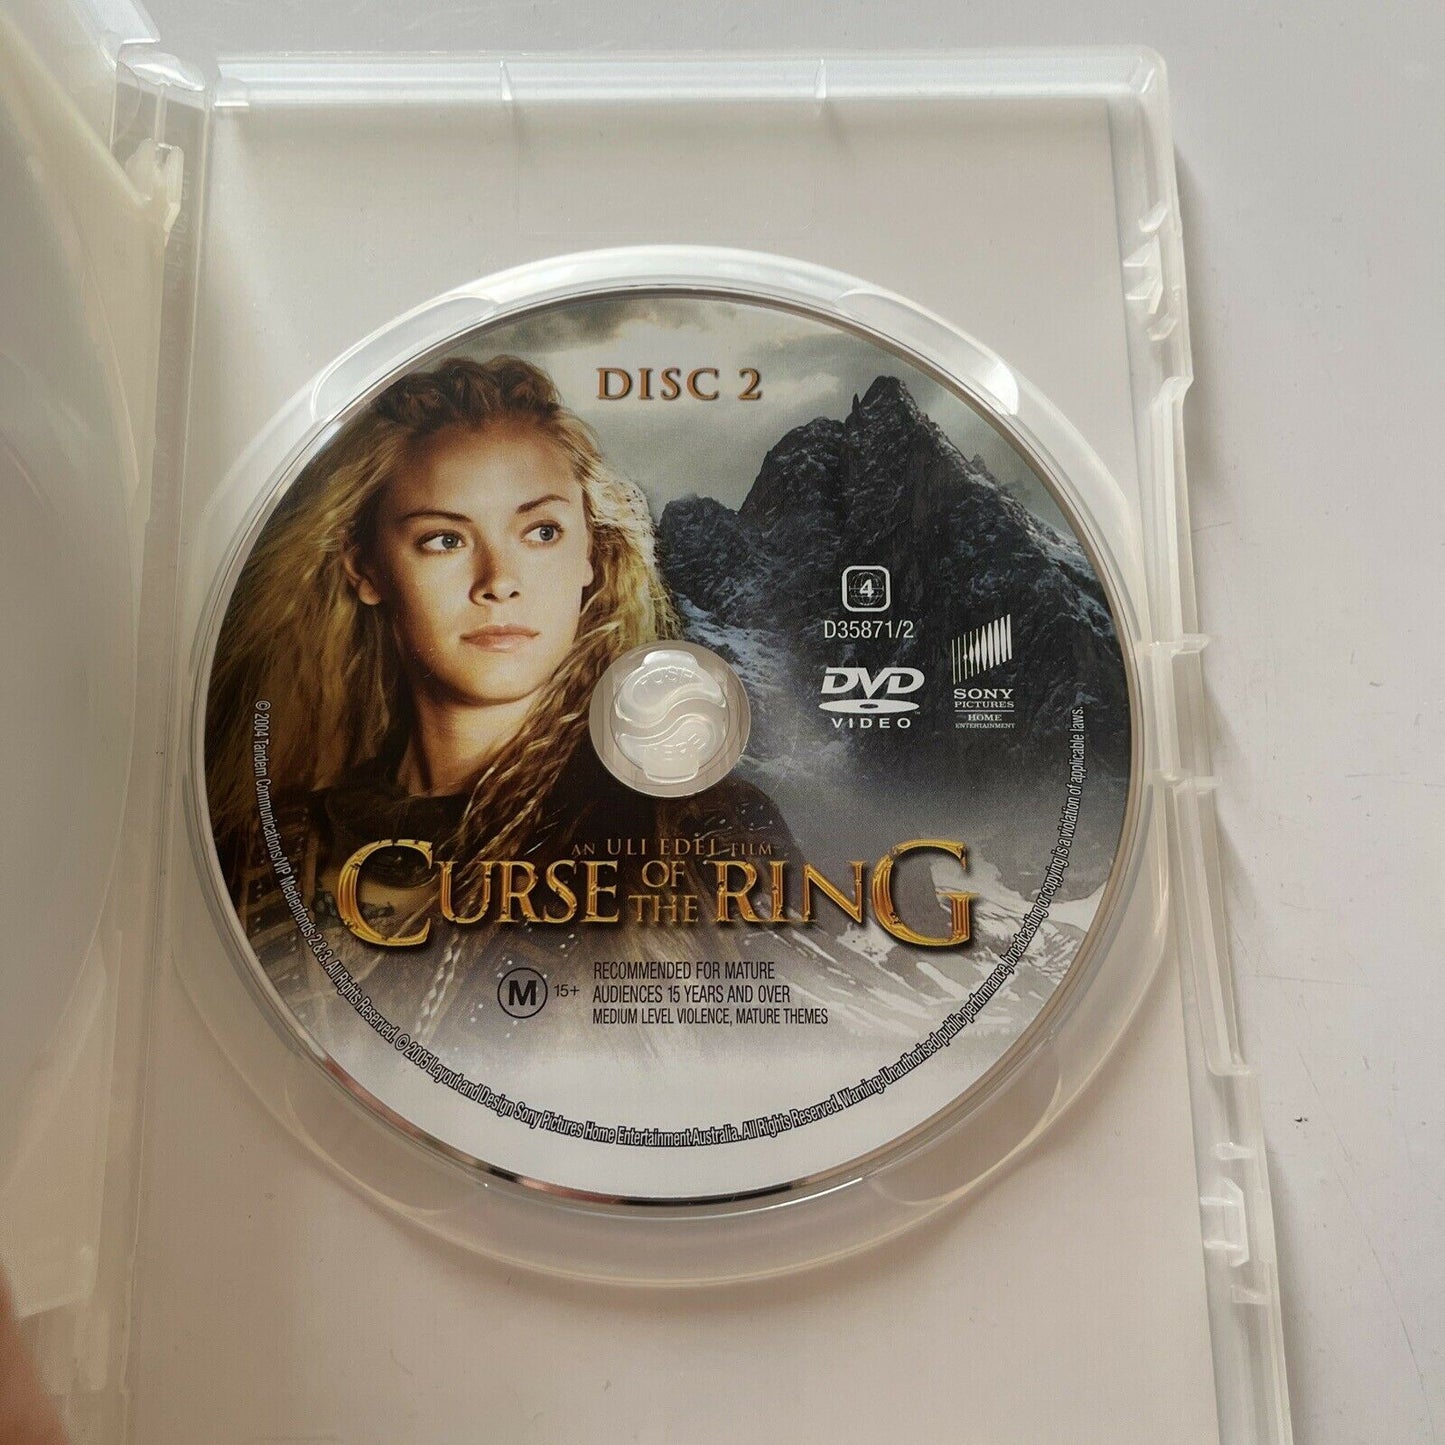 DISC 2
4
D35871/2
DVD
VIDEO
SONY
PICTURES
HOME
ENTERTAINMENT
AN ULI EDEL FILM
CURSE OF THE RING
M 15+
RECOMMENDED FOR MATURE
AUDIENCES 15 YEARS AND OVER
MEDIUM LEVEL VIOLENCE, MATURE THEMES
© 2004 Tandem Communications/VIP Medienfonds 2 & 3. All Rights Reserved. © 2005 Layout and Design Sony Pictures Home Entertainment Australia. All Rights Reserved. Warning: Unauthorised public performance, broadcasting or copying is a violation of applicable laws.
PUSH
HERE